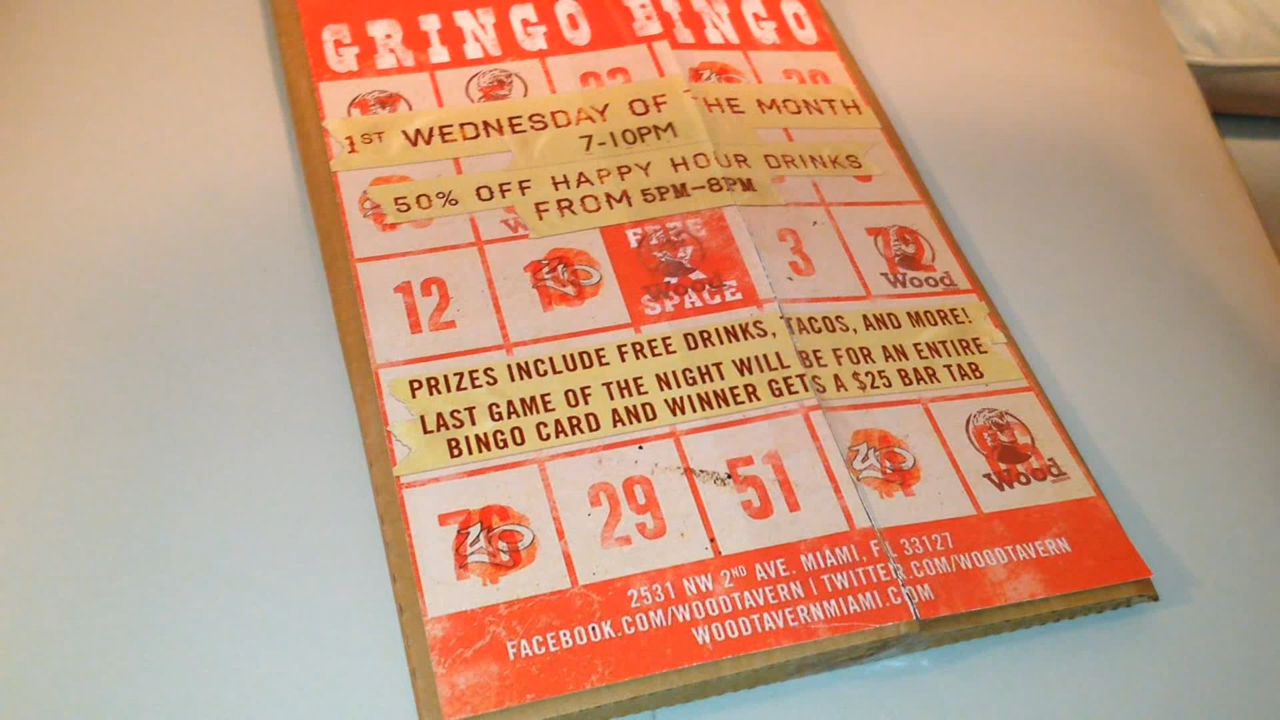 GRINGO BINGO
1ST WEDNESDAY OF THE MONTH
7-10PM
50% OFF HAPPY HOUR DRINKS
FROM 5PM-8PM
12
FREE
SPACE
3
Wood
PRIZES INCLUDE FREE DRINKS, TACOS, AND MORE!
LAST GAME OF THE NIGHT WILL BE FOR AN ENTIRE
BINGO CARD AND WINNER GETS A $25 BAR TAB
29
51
Wood
2531 NW 2ND AVE. MIAMI, FL 33127
FACEBOOK.COM/WOODTAVERN | TWITTER.COM/WOODTAVERN
WOODTAVERNMIAMI.COM